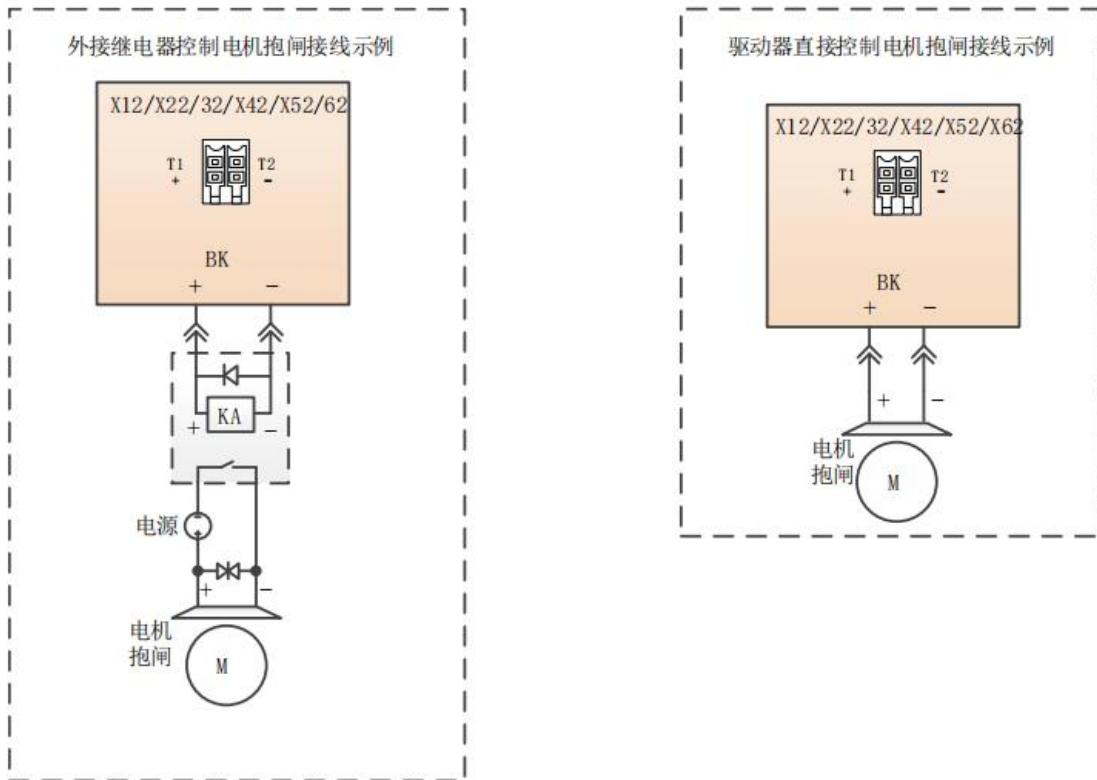 外接继电器控制电机抱闸接线示例
X12/X22/32/X42/X52/62
T1
+
T2
-
BK
+ -
KA
+ -
电源
+ -
电机
抱闸
M
驱动器直接控制电机抱闸接线示例
X12/X22/32/X42/X52/X62
T1
+
T2
-
BK
+ -
+ -
电机
抱闸
M